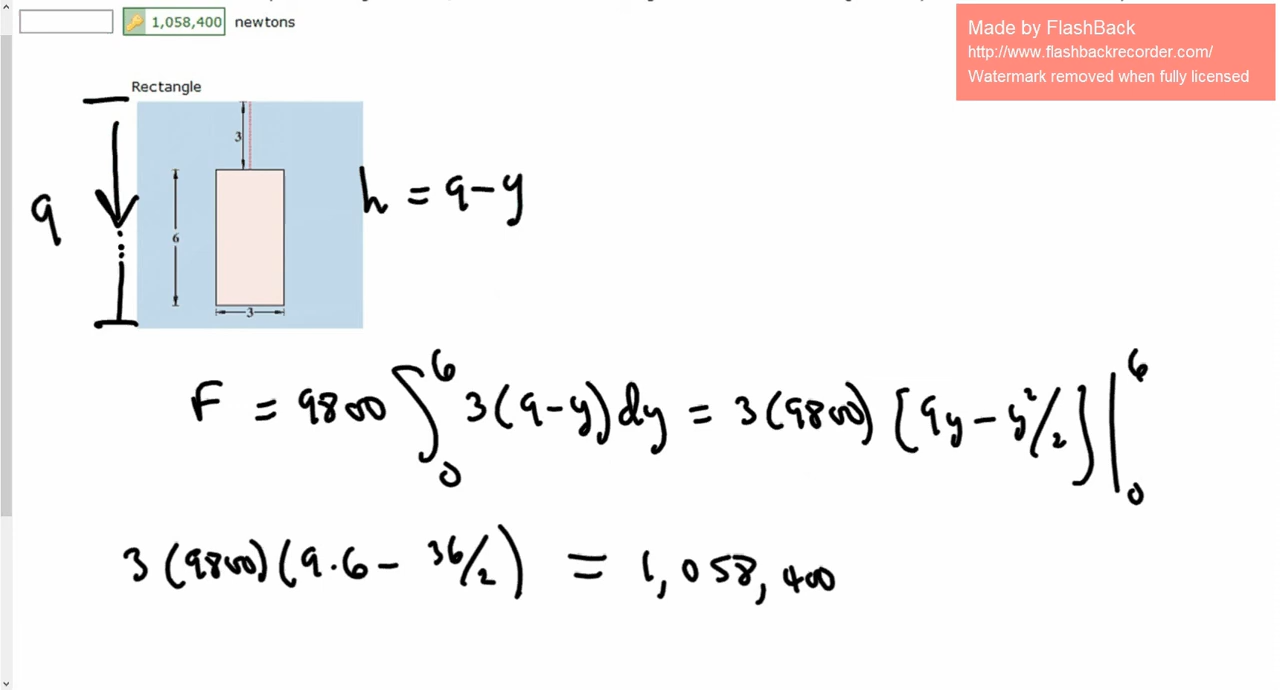 1,058,400 newtons
Made by FlashBack
http://www.flashbackrecorder.com/
Watermark removed when fully licensed
Rectangle
3
9
h = 9 - y
6
3
F = 9800 ∫₀⁶ 3(9-y)dy = 3(9800) [9y - y²/2] |₀⁶
3(9800)(9·6 - 36/2) = 1,058,400